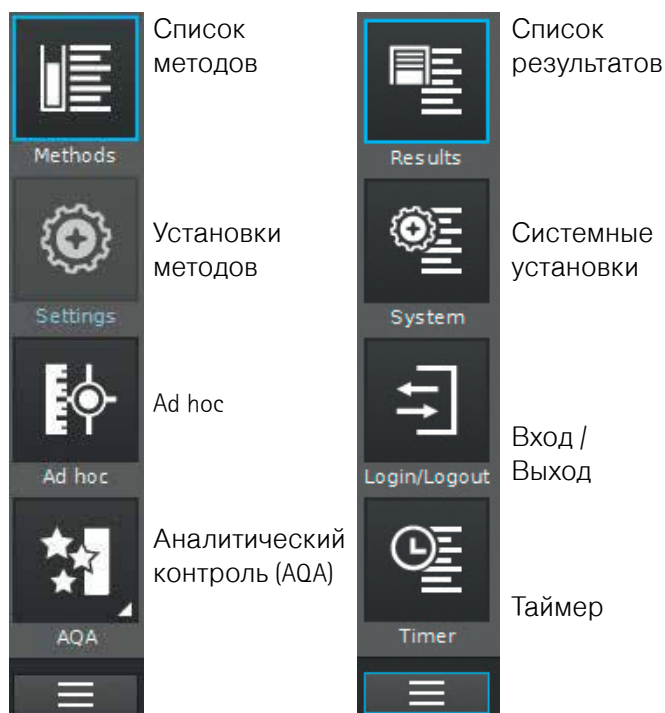 Список
методов
Methods
Установки
методов
Settings
Ad hoc
Ad hoc
Аналитический
контроль (AQA)
AQA
Список
результатов
Results
Системные
установки
System
Вход /
Выход
Login/Logout
Таймер
Timer